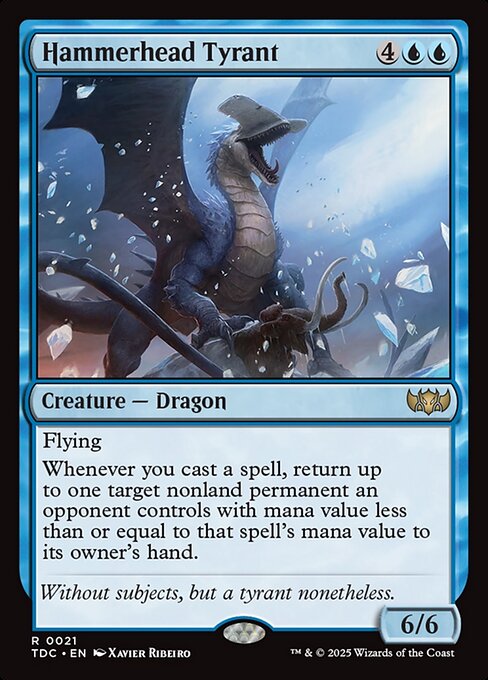 Hammerhead Tyrant 4
Creature — Dragon
Flying
Whenever you cast a spell, return up
to one target nonland permanent an
opponent controls with mana value less
than or equal to that spell's mana value to
its owner's hand.
Without subjects, but a tyrant nonetheless.
6/6
R 0021
TDC • EN Xavier Ribeiro
™ & © 2025 Wizards of the Coast